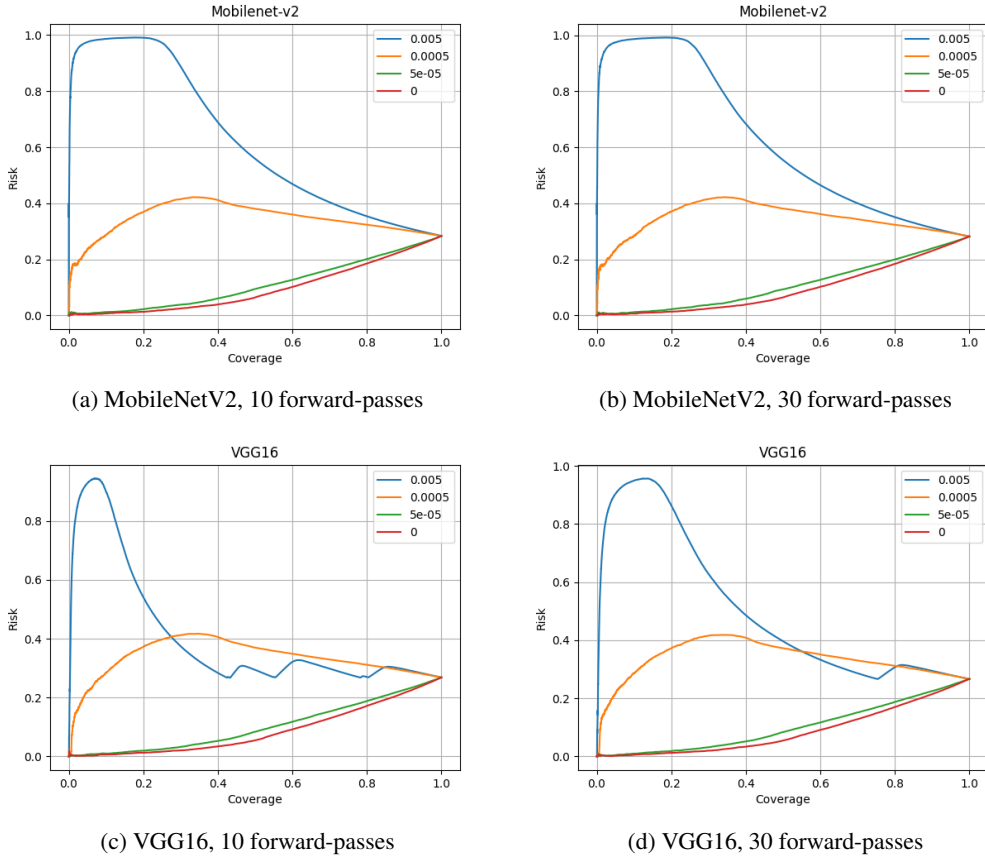 Mobilenet-v2
1.0
0.8
0.6
0.4
0.2
0.0
Risk
0.005
0.0005
5e-05
0
0.0 0.2 0.4 0.6 0.8 1.0
Coverage
(a) MobileNetV2, 10 forward-passes
Mobilenet-v2
1.0
0.8
0.6
0.4
0.2
0.0
Risk
0.005
0.0005
5e-05
0
0.0 0.2 0.4 0.6 0.8 1.0
Coverage
(b) MobileNetV2, 30 forward-passes
VGG16
0.8
0.6
0.4
0.2
0.0
Risk
0.005
0.0005
5e-05
0
0.0 0.2 0.4 0.6 0.8 1.0
Coverage
(c) VGG16, 10 forward-passes
VGG16
1.0
0.8
0.6
0.4
0.2
0.0
Risk
0.005
0.0005
5e-05
0
0.0 0.2 0.4 0.6 0.8 1.0
Coverage
(d) VGG16, 30 forward-passes